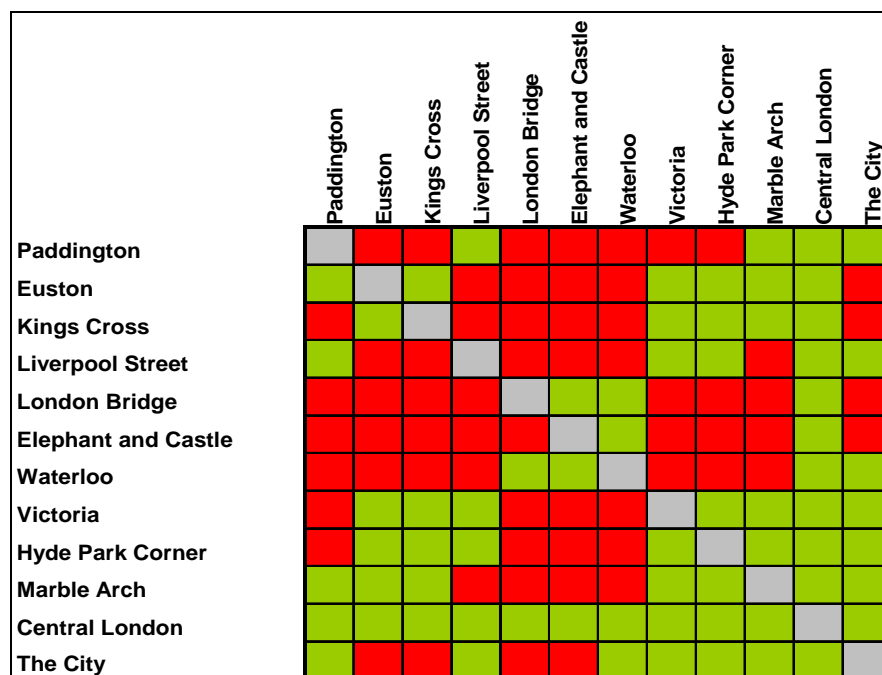 Paddington
Euston
Kings Cross
Liverpool Street
London Bridge
Elephant and Castle
Waterloo
Victoria
Hyde Park Corner
Marble Arch
Central London
The City
Paddington
Euston
Kings Cross
Liverpool Street
London Bridge
Elephant and Castle
Waterloo
Victoria
Hyde Park Corner
Marble Arch
Central London
The City